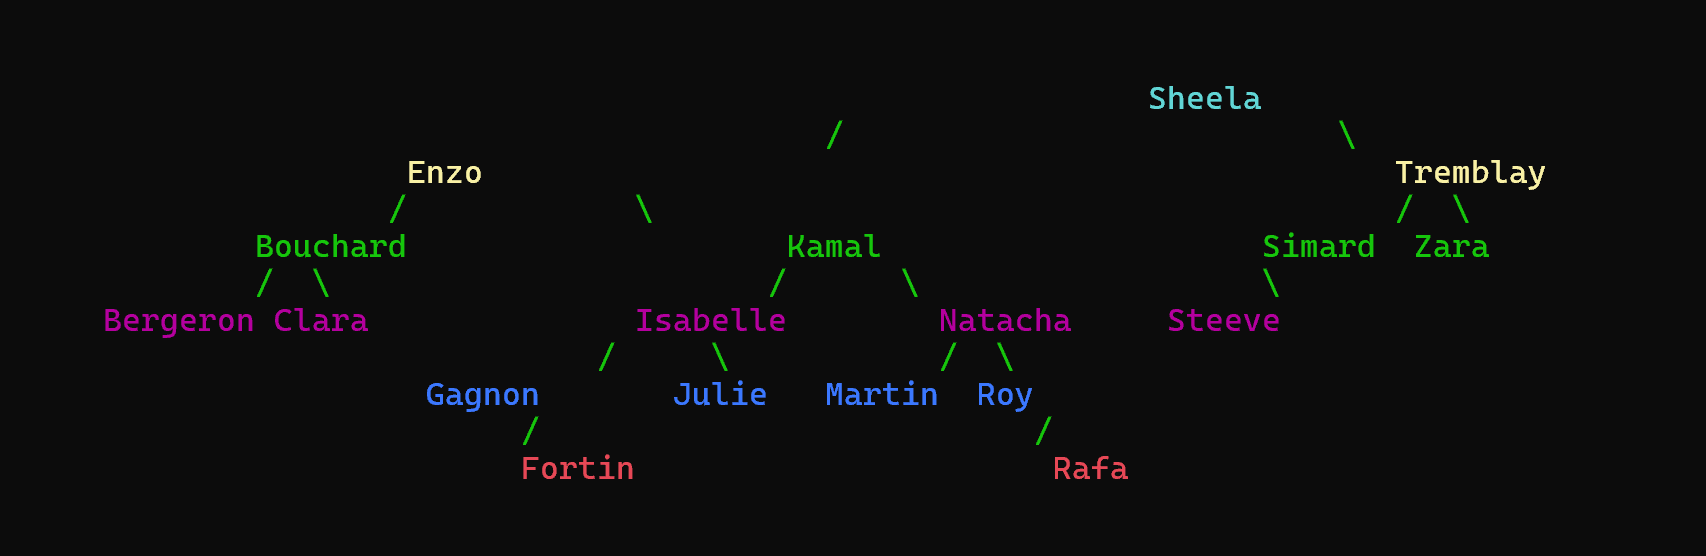 Sheela
/ \
Enzo Tremblay
/ \ / \
Bouchard Kamal Simard Zara
/ \ / \ \
Bergeron Clara Isabelle Natacha Steeve
/ \ / \
Gagnon Julie Martin Roy
/ /
Fortin Rafa